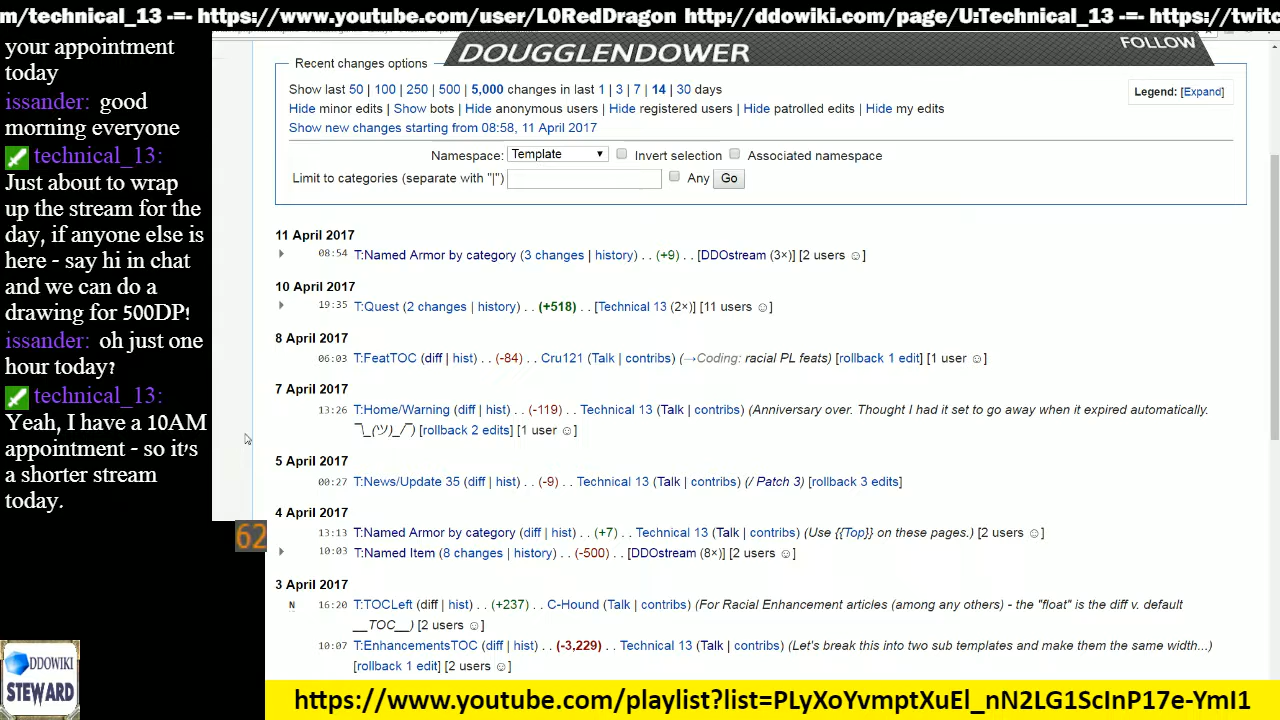 m/technical_13 -=- https://www.youtube.com/user/L0RedDragon http://ddowiki.com/page/U:Technical_13 -=- https://twitc
your appointment
today
issander: good
morning everyone
technical_13:
Just about to wrap
up the stream for the
day, if anyone else is
here - say hi in chat
and we can do a
drawing for 500DP!
issander: oh just one
hour today?
technical_13:
Yeah, I have a 10AM
appointment - so it's
a shorter stream
today.
62
DDOWIKI
STEWARD
DOUGGLENDOWER
FOLLOW
Recent changes options
Show last 50 | 100 | 250 | 500 | 5,000 changes in last 1 | 3 | 7 | 14 | 30 days
Legend: [Expand]
Hide minor edits | Show bots | Hide anonymous users | Hide registered users | Hide patrolled edits | Hide my edits
Show new changes starting from 08:58, 11 April 2017
Namespace: Template Invert selection Associated namespace
Limit to categories (separate with "|") Any Go
11 April 2017
08:54 T:Named Armor by category (3 changes | history) . . (+9) . . [DDOstream (3×)] [2 users ☺]
10 April 2017
19:35 T:Quest (2 changes | history) . . (+518) . . [Technical 13 (2×)] [11 users ☺]
8 April 2017
06:03 T:FeatTOC (diff | hist) . . (-84) . . Cru121 (Talk | contribs) (→Coding: racial PL feats) [rollback 1 edit] [1 user ☺]
7 April 2017
13:26 T:Home/Warning (diff | hist) . . (-119) . . Technical 13 (Talk | contribs) (Anniversary over. Thought I had it set to go away when it expired automatically.
¯\_(ツ)_/¯) [rollback 2 edits] [1 user ☺]
5 April 2017
00:27 T:News/Update 35 (diff | hist) . . (-9) . . Technical 13 (Talk | contribs) (/ Patch 3) [rollback 3 edits]
4 April 2017
13:13 T:Named Armor by category (diff | hist) . . (+7) . . Technical 13 (Talk | contribs) (Use {{Top}} on these pages.) [2 users ☺]
10:03 T:Named Item (8 changes | history) . . (-500) . . [DDOstream (8×)] [2 users ☺]
3 April 2017
N 16:20 T:TOCLeft (diff | hist) . . (+237) . . C-Hound (Talk | contribs) (For Racial Enhancement articles (among any others) - the "float" is the diff v. default
__TOC__) [2 users ☺]
10:07 T:EnhancementsTOC (diff | hist) . . (-3,229) . . Technical 13 (Talk | contribs) (Let's break this into two sub templates and make them the same width...)
[rollback 1 edit] [2 users ☺]
https://www.youtube.com/playlist?list=PLyXoYvmptXuEl_nN2LG1ScInP17e-YmI1